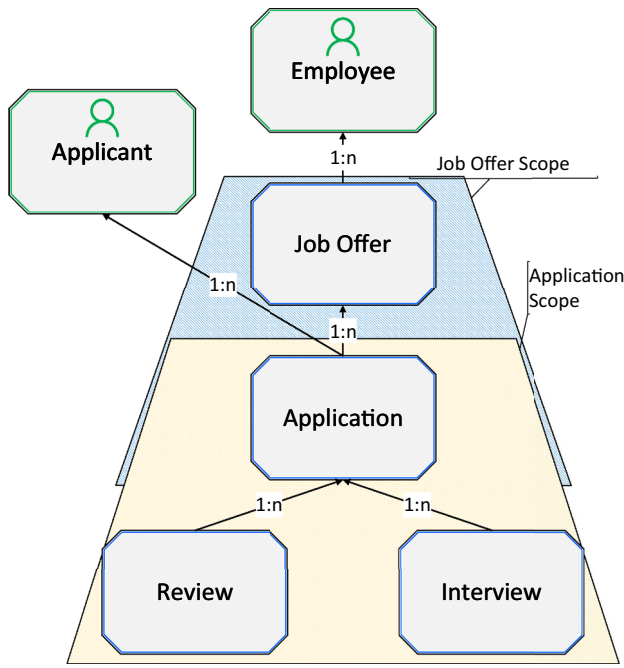 Employee
Applicant
1:n
Job Offer Scope
Job Offer
1:n
Application
Scope
1:n
Application
1:n
1:n
Review
Interview